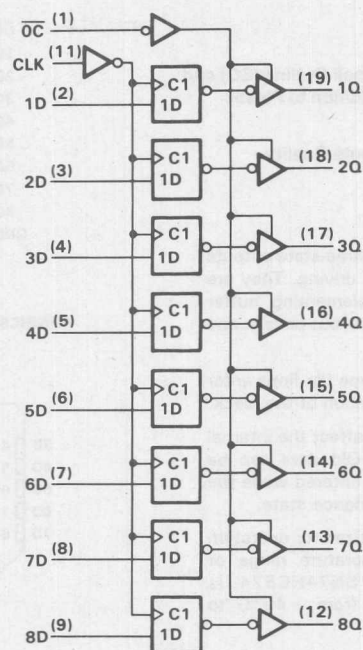 OC (1)
CLK (11)
1D (2)
C1
1D
(19)
1Q
2D (3)
C1
1D
(18)
2Q
3D (4)
C1
1D
(17)
3Q
4D (5)
C1
1D
(16)
4Q
5D (6)
C1
1D
(15)
5Q
6D (7)
C1
1D
(14)
6Q
7D (8)
C1
1D
(13)
7Q
8D (9)
C1
1D
(12)
8Q